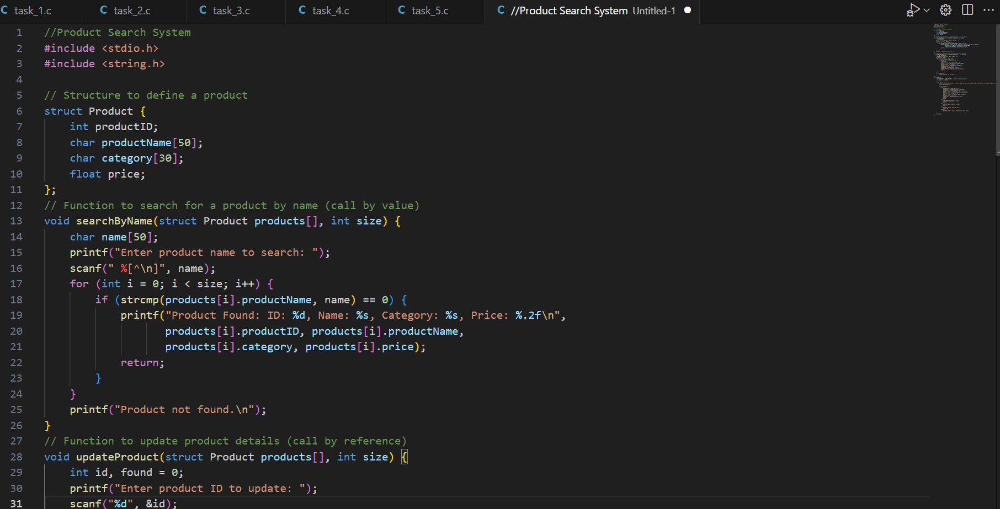 task_1.c task_2.c task_3.c task_4.c task_5.c //Product Search System Untitled-1
1 //Product Search System
2 #include <stdio.h>
3 #include <string.h>
4
5 // Structure to define a product
6 struct Product {
7 int productID;
8 char productName[50];
9 char category[30];
10 float price;
11 };
12 // Function to search for a product by name (call by value)
13 void searchByName(struct Product products[], int size) {
14 char name[50];
15 printf("Enter product name to search: ");
16 scanf(" %[^\n]", name);
17 for (int i = 0; i < size; i++) {
18 if (strcmp(products[i].productName, name) == 0) {
19 printf("Product Found: ID: %d, Name: %s, Category: %s, Price: %.2f\n",
20 products[i].productID, products[i].productName,
21 products[i].category, products[i].price);
22 return;
23 }
24 }
25 printf("Product not found.\n");
26 }
27 // Function to update product details (call by reference)
28 void updateProduct(struct Product products[], int size) {
29 int id, found = 0;
30 printf("Enter product ID to update: ");
31 scanf("%d", &id);